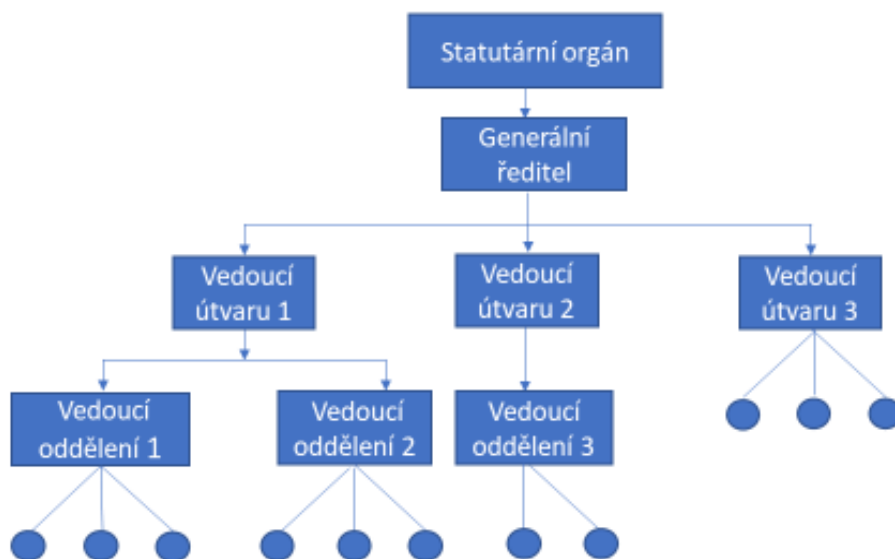 Statutární orgán
Generální
ředitel
Vedoucí
útvaru 1
Vedoucí
útvaru 2
Vedoucí
útvaru 3
Vedoucí
oddělení 1
Vedoucí
oddělení 2
Vedoucí
oddělení 3